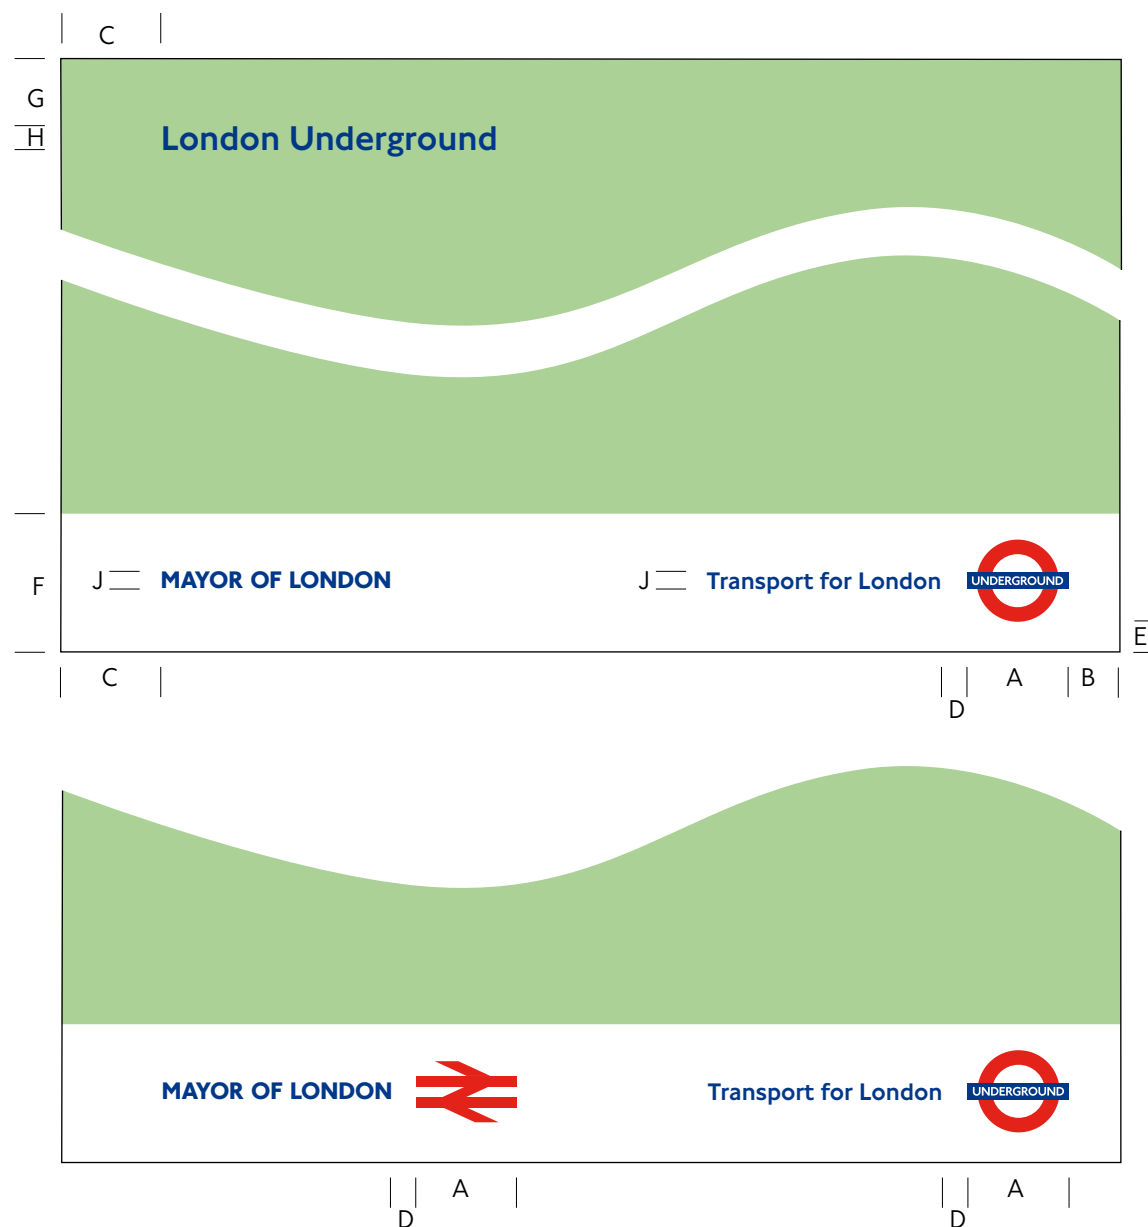 C
G
H
London Underground
F
J
MAYOR OF LONDON
J
Transport for London
UNDERGROUND
E
C
D
A
B
MAYOR OF LONDON
Transport for London
UNDERGROUND
D
A
D
A